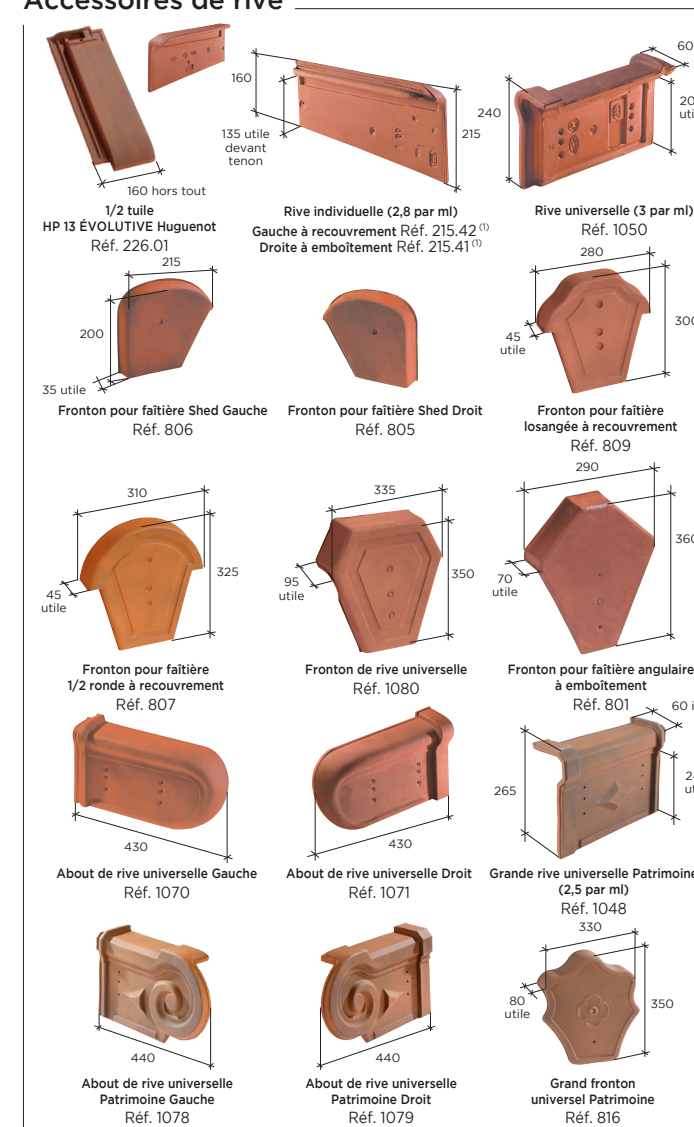 Accessoires de rive
160 hors tout
1/2 tuile
HP 13 ÉVOLUTIVE Huguenot
Réf. 226.01
160
135 utile
devant
tenon
215
Rive individuelle (2,8 par ml)
Gauche à recouvrement Réf. 215.42 (1)
Droite à emboîtement Réf. 215.41 (1)
240
Rive universelle (3 par ml)
Réf. 1050
215
200
35 utile
Fronton pour faîtière Shed Gauche
Réf. 806
Fronton pour faîtière Shed Droit
Réf. 805
280
45
utile
Fronton pour faîtière
losangée à recouvrement
Réf. 809
310
45
utile
325
Fronton pour faîtière
1/2 ronde à recouvrement
Réf. 807
335
95
utile
350
Fronton de rive universelle
Réf. 1080
290
70
utile
Fronton pour faîtière angulaire
à emboîtement
Réf. 801
430
About de rive universelle Gauche
Réf. 1070
430
About de rive universelle Droit
Réf. 1071
265
Grande rive universelle Patrimoine
(2,5 par ml)
Réf. 1048
440
About de rive universelle
Patrimoine Gauche
Réf. 1078
440
About de rive universelle
Patrimoine Droit
Réf. 1079
330
80
utile
350
Grand fronton
universel Patrimoine
Réf. 816